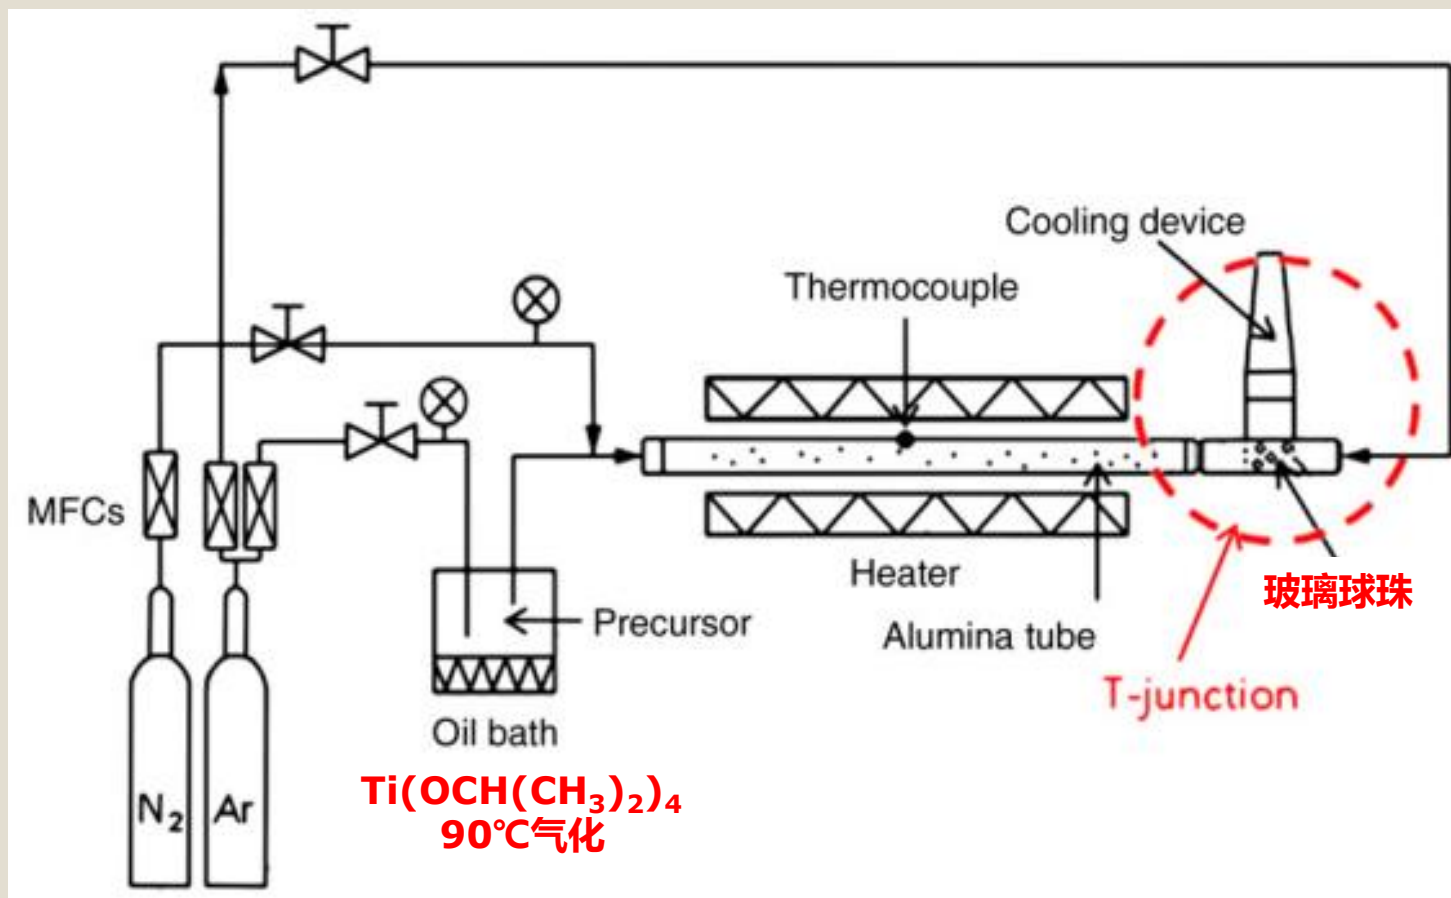 Cooling device
Thermocouple
MFCs
Heater
玻璃球珠
Precursor
Alumina tube
T-junction
Oil bath
Ti(OCH(CH₃)₂)₄
90℃气化
N₂
Ar